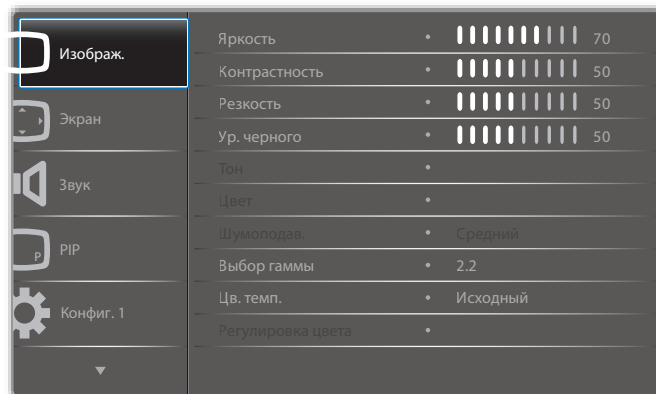 Изображ.
Экран
Звук
P
PIP
Конфиг. 1
Яркость • 70
Контрастность • 50
Резкость • 50
Ур. черного • 50
Тон •
Цвет •
Шумоподав. • Средний
Выбор гаммы • 2.2
Цв. темп. • Исходный
Регулировка цвета •